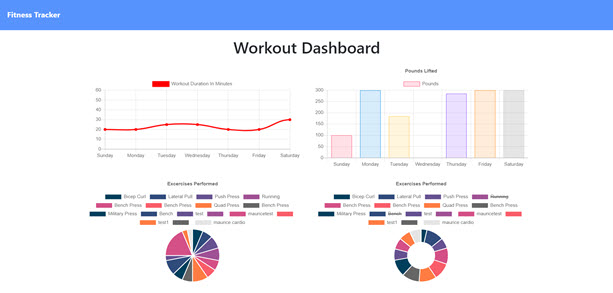 Fitness Tracker
Workout Dashboard
Workout Duration In Minutes
60
50
40
30
20
10
0
Sunday Monday Tuesday Wednesday Thursday Friday Saturday
Pounds Lifted
Pounds
300
250
200
150
100
50
0
Sunday Monday Tuesday Wednesday Thursday Friday Saturday
Excercises Performed
Bicep Curl Lateral Pull Push Press Running
Bench Press Bench Press Quad Press Bench Press
Military Press Bench test mauricetest
test1 maurice cardio
Excercises Performed
Bicep Curl Lateral Pull Push Press Running
Bench Press Bench Press Quad Press Bench Press
Military Press Bench test mauricetest
test1 maurice cardio